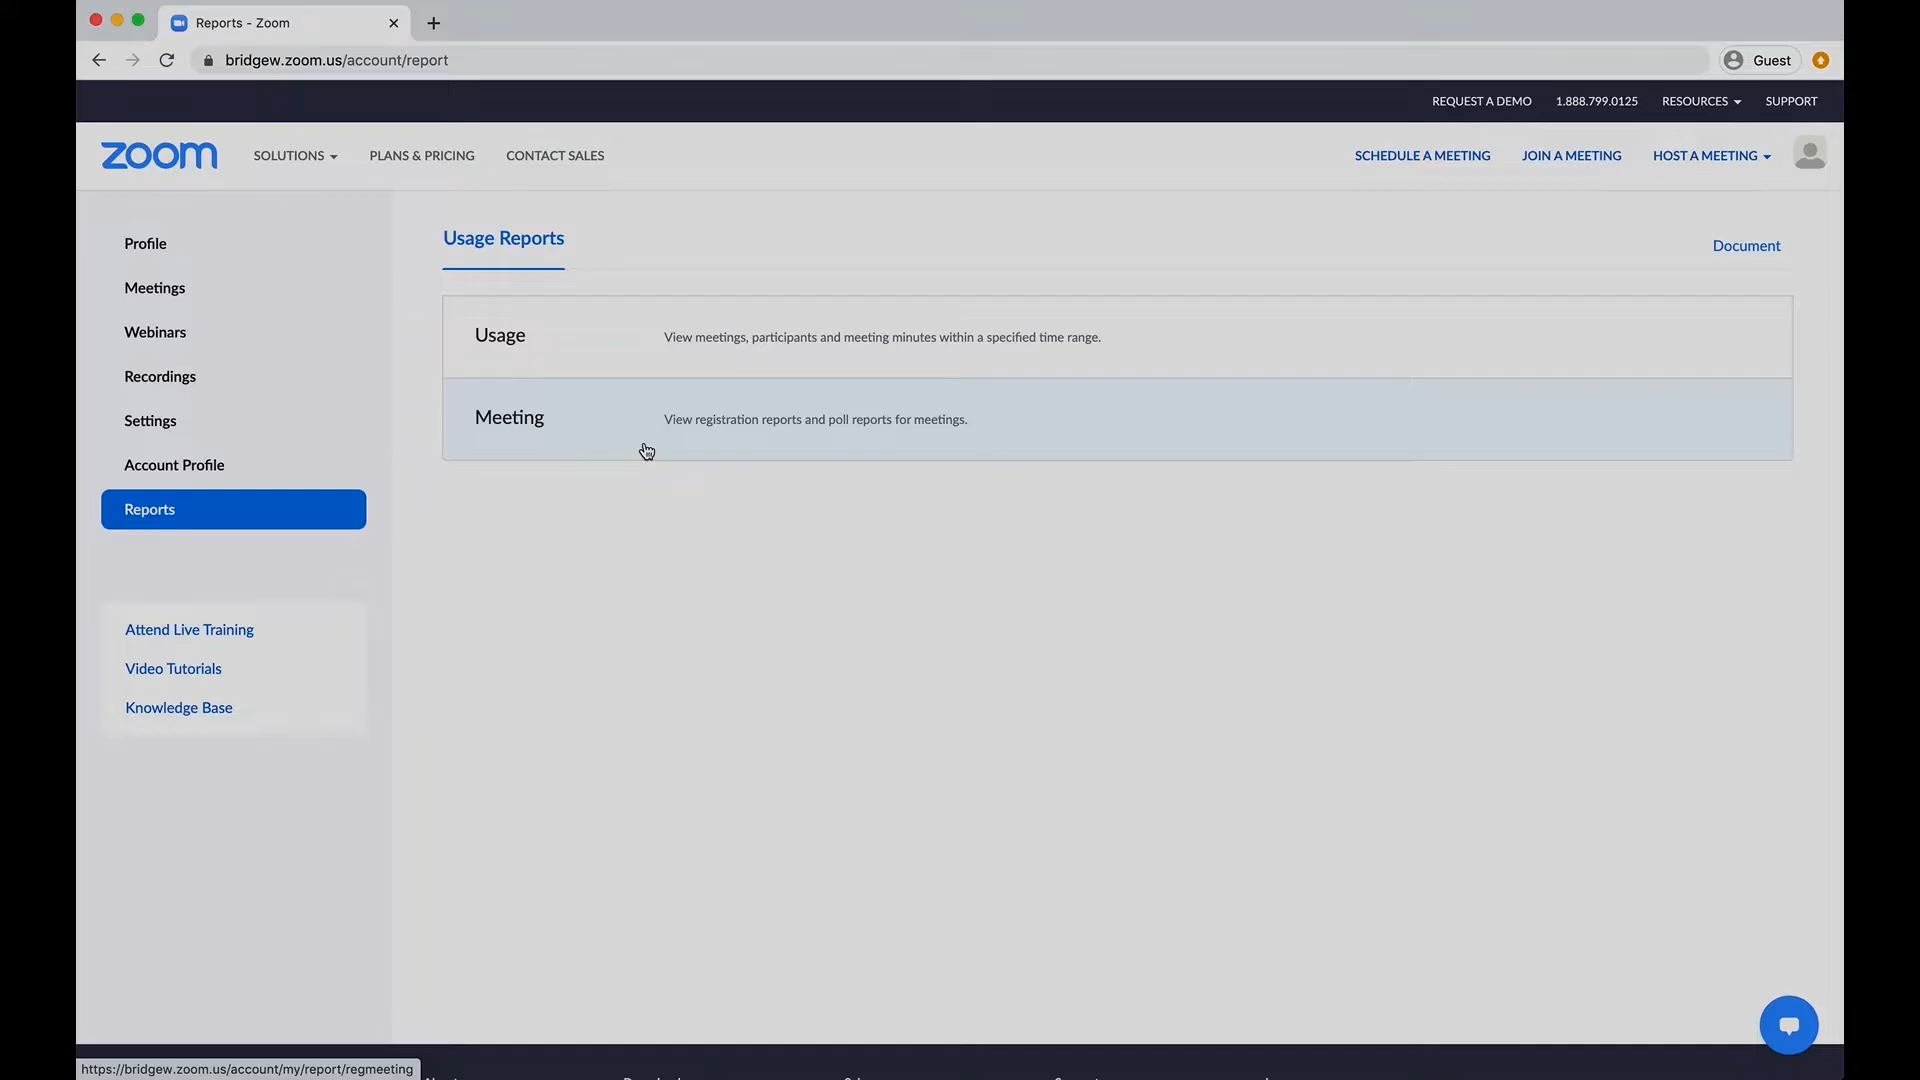 Reports - Zoom
bridgew.zoom.us/account/report
Guest
REQUEST A DEMO 1.888.799.0125 RESOURCES SUPPORT
zoom SOLUTIONS PLANS & PRICING CONTACT SALES SCHEDULE A MEETING JOIN A MEETING HOST A MEETING
Profile
Meetings
Webinars
Recordings
Settings
Account Profile
Reports
Attend Live Training
Video Tutorials
Knowledge Base
Usage Reports
Document
Usage View meetings, participants and meeting minutes within a specified time range.
Meeting View registration reports and poll reports for meetings.
https://bridgew.zoom.us/account/my/report/regmeeting